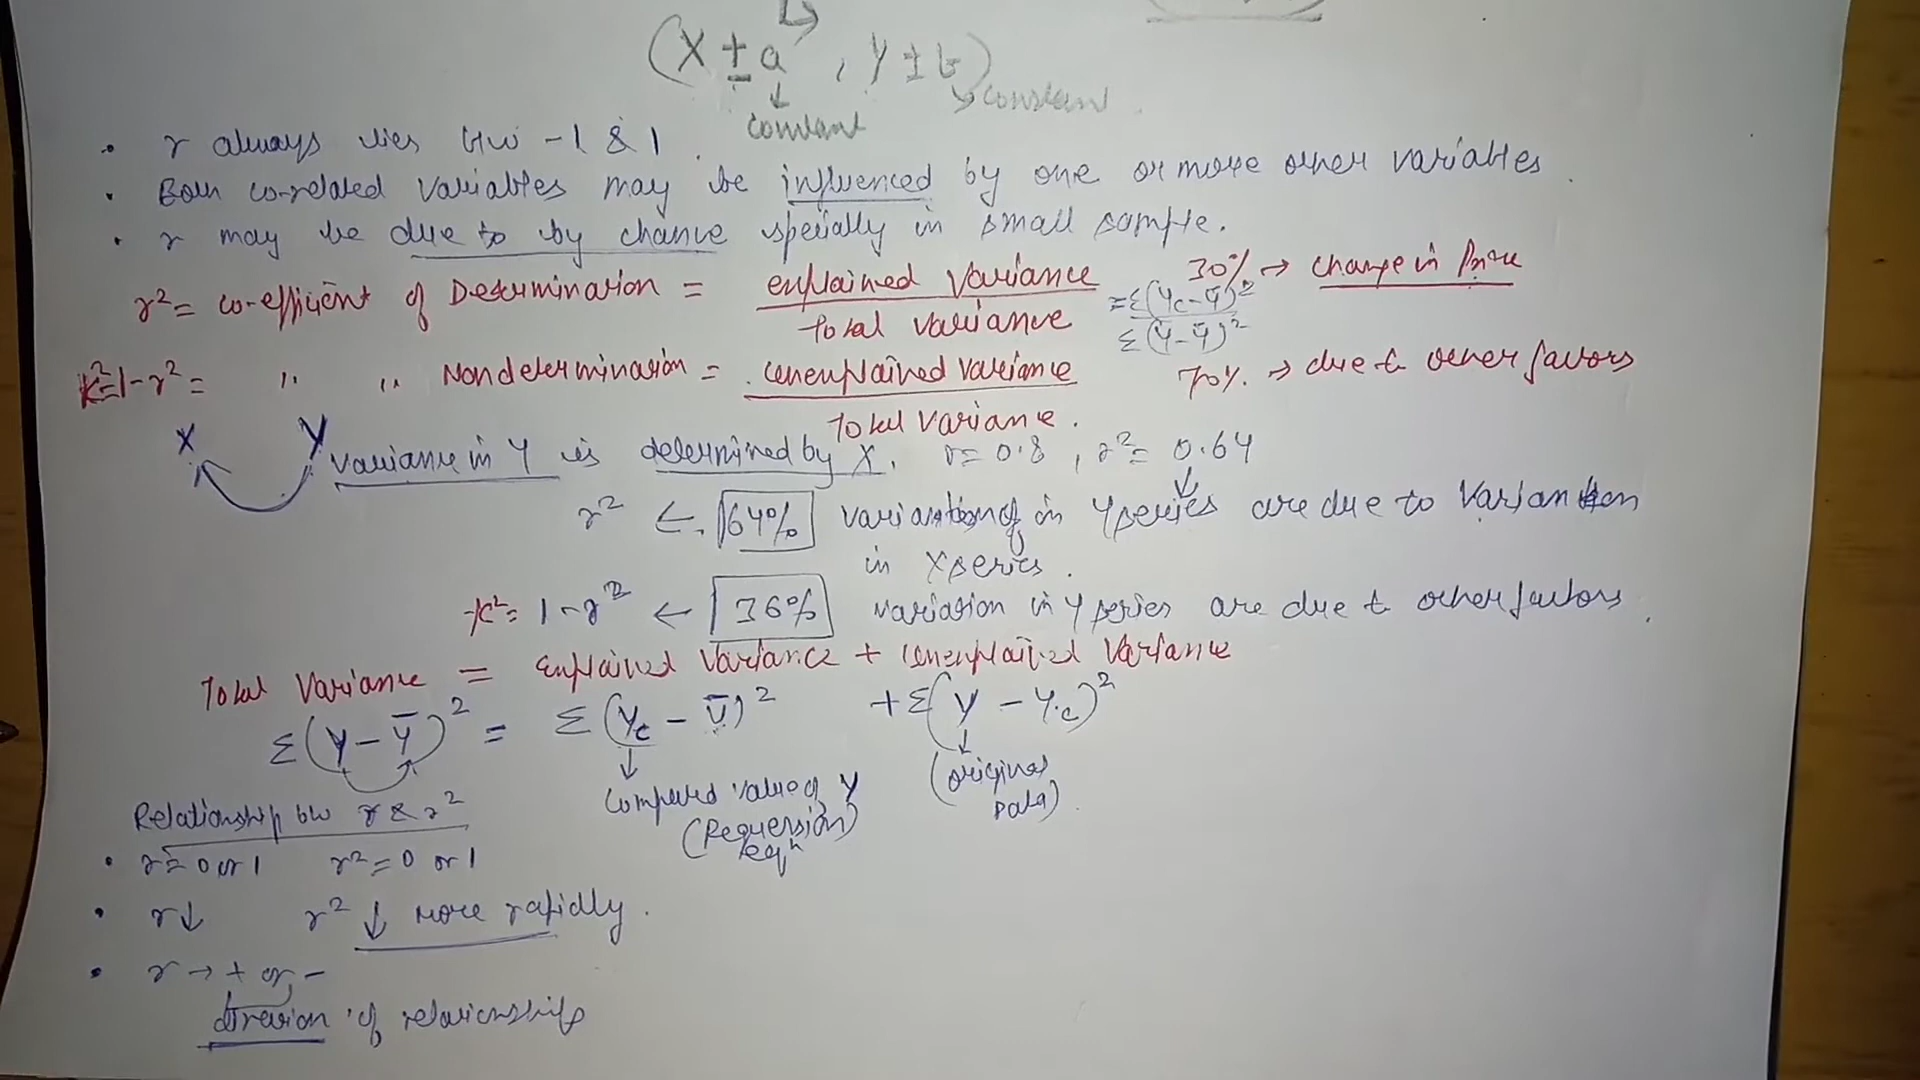 (X ± a , Y ± b)
constant
constant
• r always lies b/w -1 & 1.
• Both co-related variables may be influenced by one or more other variables.
• r may be due to by chance specially in small sample.
r² = co-efficient of Determination = explained variance / Total variance = Σ(Yc - Ȳ)² / Σ(Y - Ȳ)²
30% → change in Price
k² = 1 - r² = " " Nondetermination = unexplained variance / Total variance.
70% → due to other factors
X Y variance in Y is determined by X. r = 0.8, r² = 0.64
r² ← 64% variation in Y series are due to variation
in X series.
k² = 1 - r² ← 36% variation in Y series are due to other factors.
Total Variance = Explained Variance + Unexplained Variance
Σ(Y - Ȳ)² = Σ(Yc - Ȳ)² + Σ(Y - Yc)²
value of Y
(original
Data).
(Regression
eqⁿ)
Relationship b/w r & r²
• r = 0 or 1 r² = 0 or 1
• r↓ r² ↓ more rapidly.
• r → + or -
direction of relationship